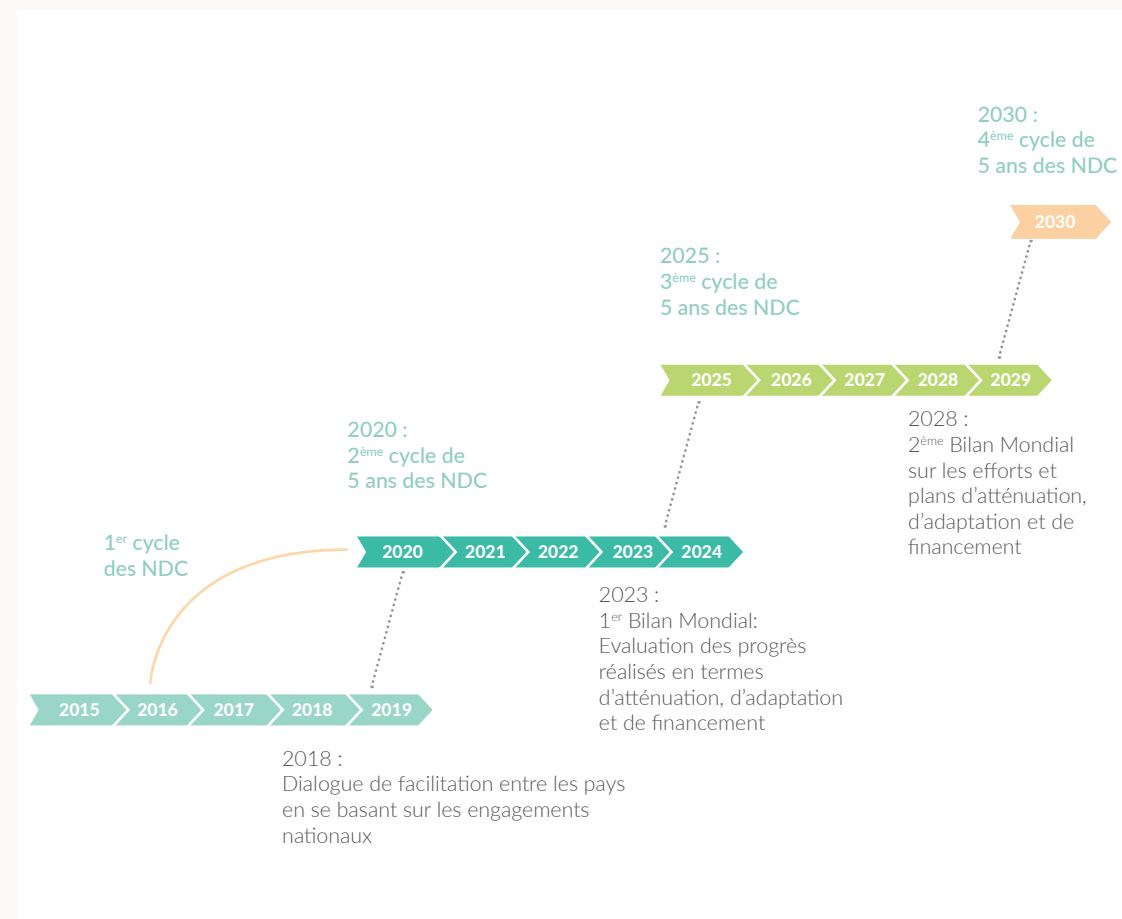 2030 :
4ème cycle de
5 ans des NDC
2030
2025 :
3ème cycle de
5 ans des NDC
2025 2026 2027 2028 2029
2028 :
2ème Bilan Mondial
sur les efforts et
plans d’atténuation,
d’adaptation et de
financement
2020 :
2ème cycle de
5 ans des NDC
2020 2021 2022 2023 2024
2023 :
1er Bilan Mondial:
Evaluation des progrès
réalisés en termes
d’atténuation, d’adaptation
et de financement
1er cycle
des NDC
2015 2016 2017 2018 2019
2018 :
Dialogue de facilitation entre les pays
en se basant sur les engagements
nationaux